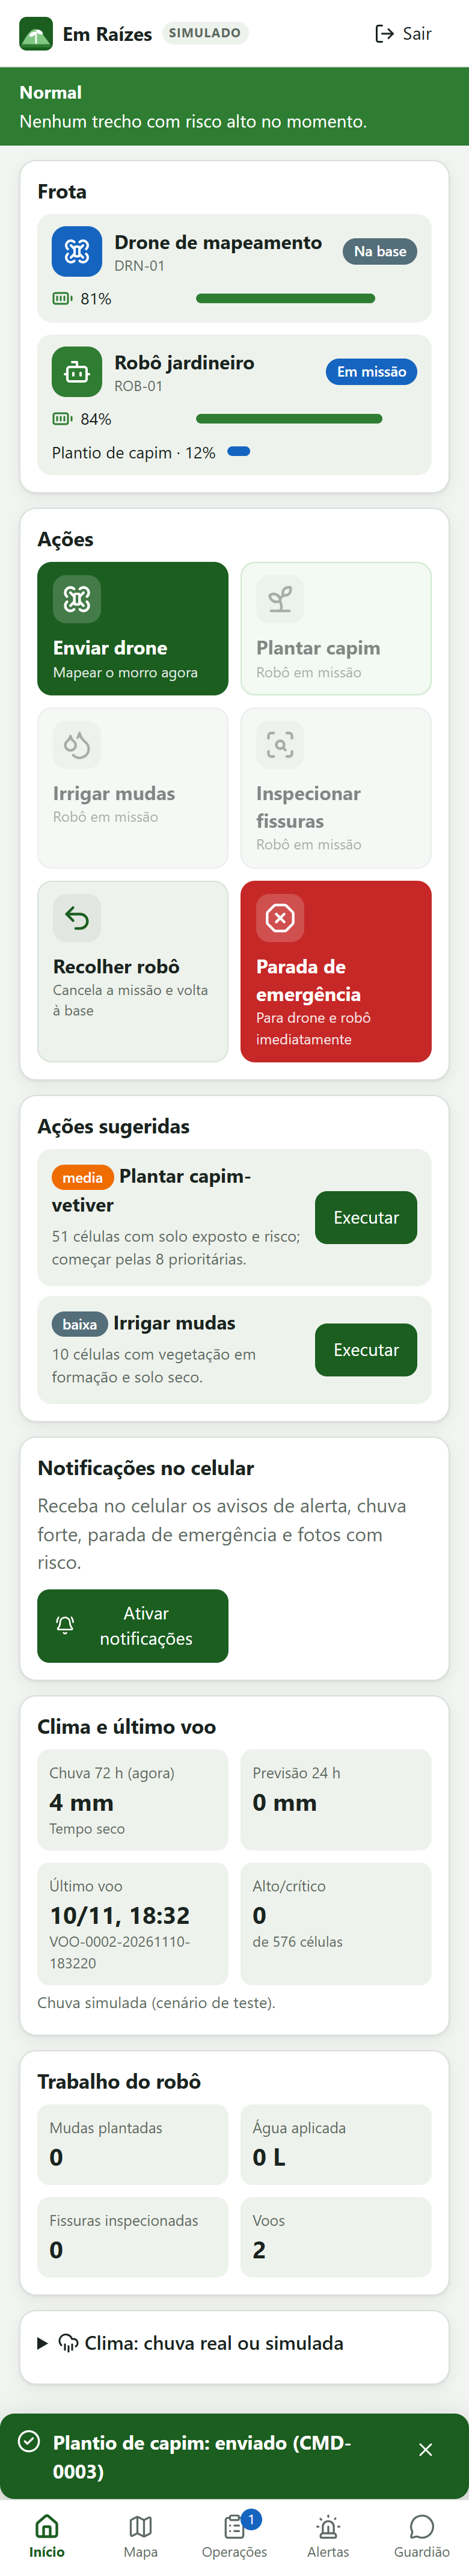 Em Raízes SIMULADO Sair
Normal
Nenhum trecho com risco alto no momento.
Frota
Drone de mapeamento
DRN-01
Na base
81%
Robô jardineiro
ROB-01
Em missão
84%
Plantio de capim · 12%
Ações
Enviar drone
Mapear o morro agora
Plantar capim
Robô em missão
Irrigar mudas
Robô em missão
Inspecionar
fissuras
Robô em missão
Recolher robô
Cancela a missão e volta
à base
Parada de
emergência
Para drone e robô
imediatamente
Ações sugeridas
media Plantar capim-
vetiver
51 células com solo exposto e risco;
começar pelas 8 prioritárias.
Executar
baixa Irrigar mudas
10 células com vegetação em
formação e solo seco.
Executar
Notificações no celular
Receba no celular os avisos de alerta, chuva
forte, parada de emergência e fotos com
risco.
Ativar
notificações
Clima e último voo
Chuva 72 h (agora)
4 mm
Tempo seco
Previsão 24 h
0 mm
Último voo
10/11, 18:32
VOO-0002-20261110-
183220
Alto/crítico
0
de 576 células
Chuva simulada (cenário de teste).
Trabalho do robô
Mudas plantadas
0
Água aplicada
0 L
Fissuras inspecionadas
0
Voos
2
Clima: chuva real ou simulada
Plantio de capim: enviado (CMD-
0003)
1
Início Mapa Operações Alertas Guardião